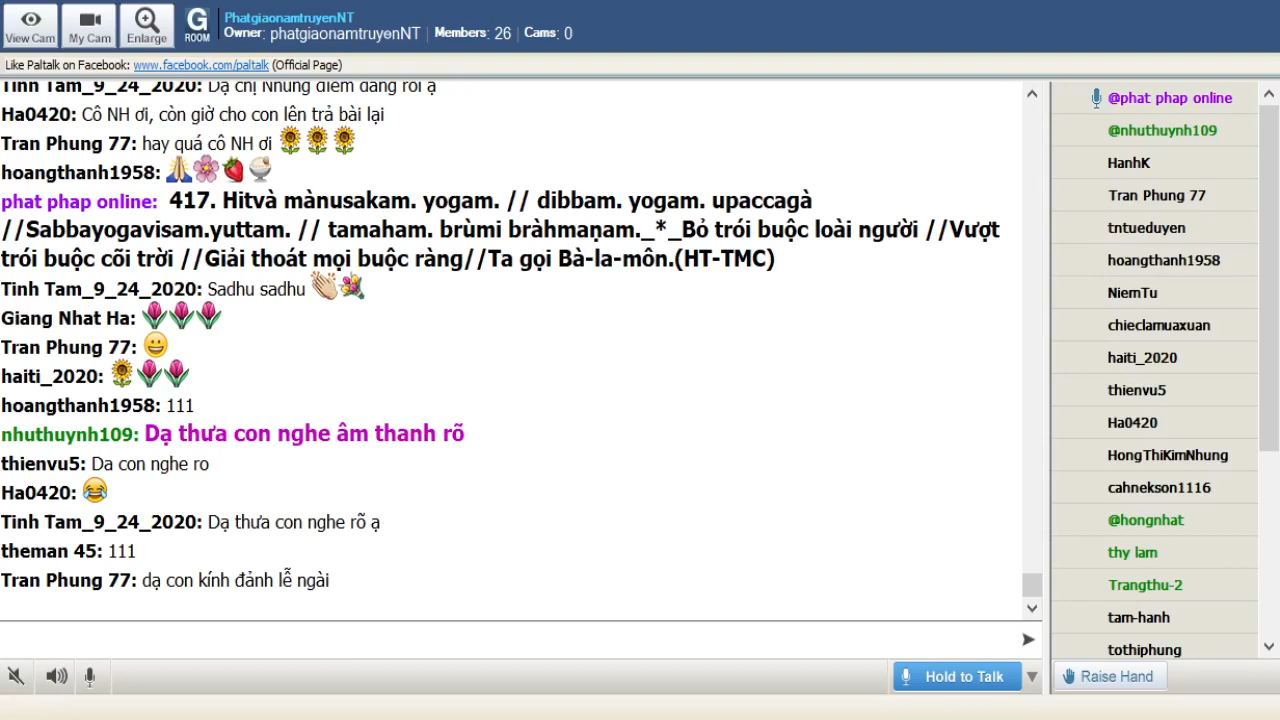 View Cam
My Cam
Enlarge
G
ROOM
PhatgiaonamtruyenNT
Owner: phatgiaonamtruyenNT | Members: 26 | Cams: 0
Like Paltalk on Facebook: www.facebook.com/paltalk (Official Page)
Tinh Tam_9_24_2020: Dạ chị Nhung điểm đang rồi ạ
Ha0420: Cô NH ơi, còn giờ cho con lên trả bài lại
Tran Phung 77: hay quá cô NH ơi
hoangthanh1958:
phat phap online: 417. Hitvà mànusakam. yogam. // dibbam. yogam. upaccagà
//Sabbayogavisam.yuttam. // tamaham. brùmi bràhmaṇam._*_Bỏ trói buộc loài người //Vượt
trói buộc cõi trời //Giải thoát mọi buộc ràng//Ta gọi Bà-la-môn.(HT-TMC)
Tinh Tam_9_24_2020: Sadhu sadhu
Giang Nhat Ha:
Tran Phung 77:
haiti_2020:
hoangthanh1958: 111
nhuthuynh109: Dạ thưa con nghe âm thanh rõ
thienvu5: Da con nghe ro
Ha0420:
Tinh Tam_9_24_2020: Dạ thưa con nghe rõ ạ
theman 45: 111
Tran Phung 77: dạ con kính đảnh lễ ngài
Hold to Talk
@phat phap online
@nhuthuynh109
HanhK
Tran Phung 77
tntueduyen
hoangthanh1958
NiemTu
chieclamuaxuan
haiti_2020
thienvu5
Ha0420
HongThiKimNhung
cahnekson1116
@hongnhat
thy lam
Trangthu-2
tam-hanh
tothiphung
Raise Hand